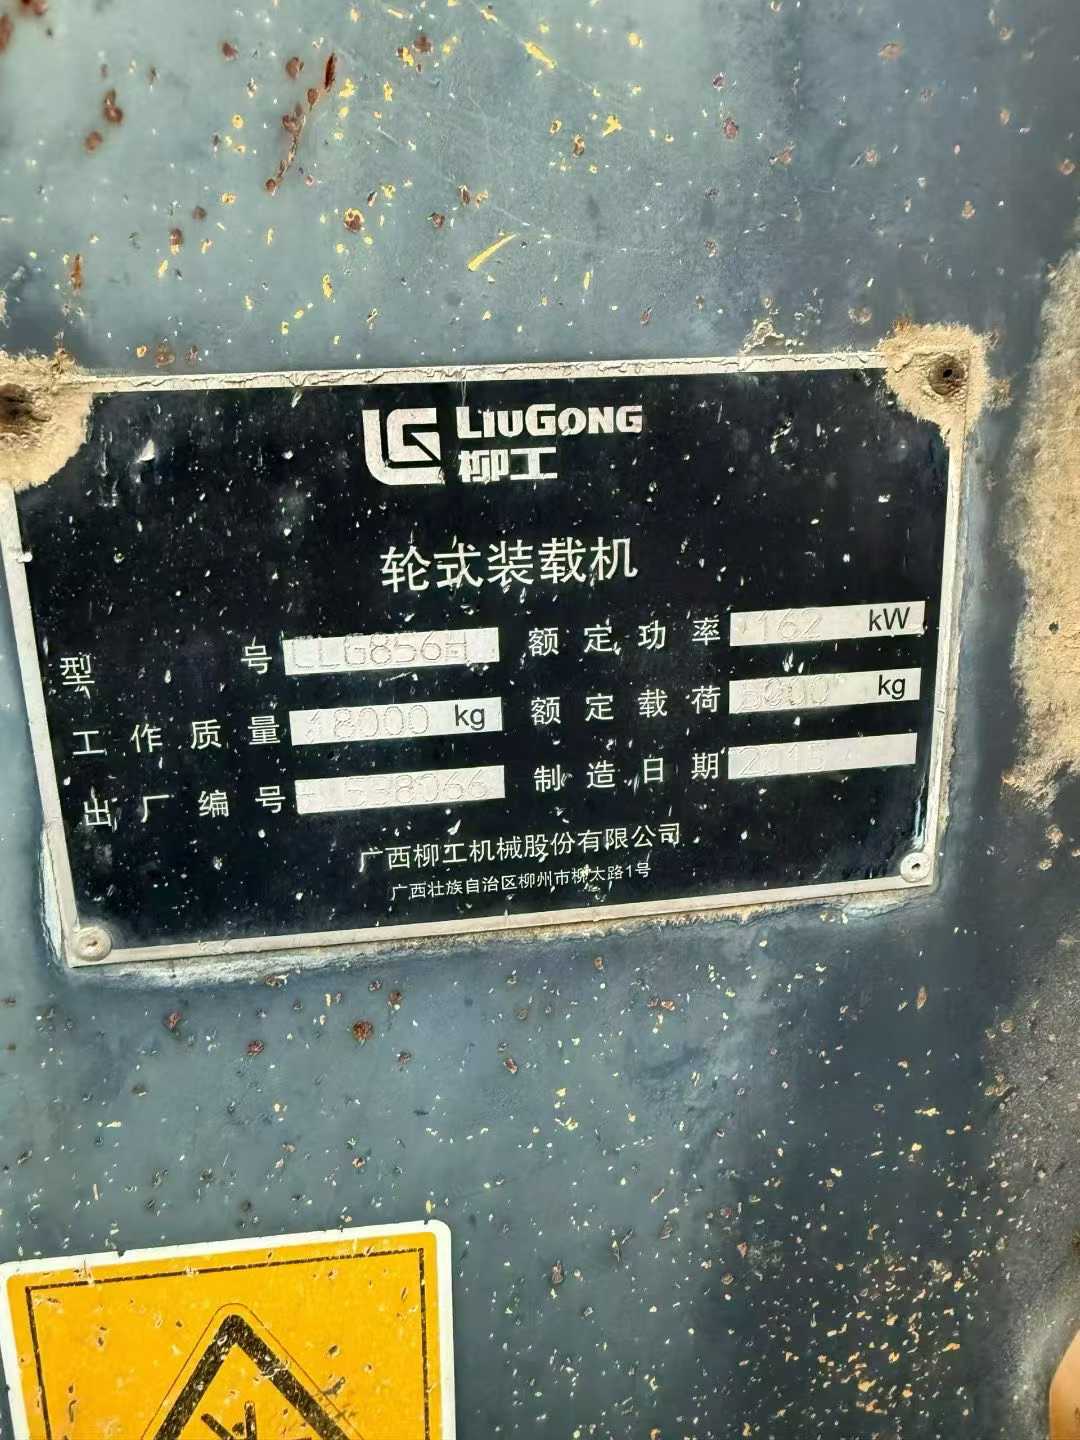 LG LIUGONG
柳工
轮式装载机
型号 CLG856H 额定功率 162 kW
工作质量 18000 kg 额定载荷 5000 kg
出厂编号 制造日期 2015
广西柳工机械股份有限公司
广西壮族自治区柳州市柳太路1号